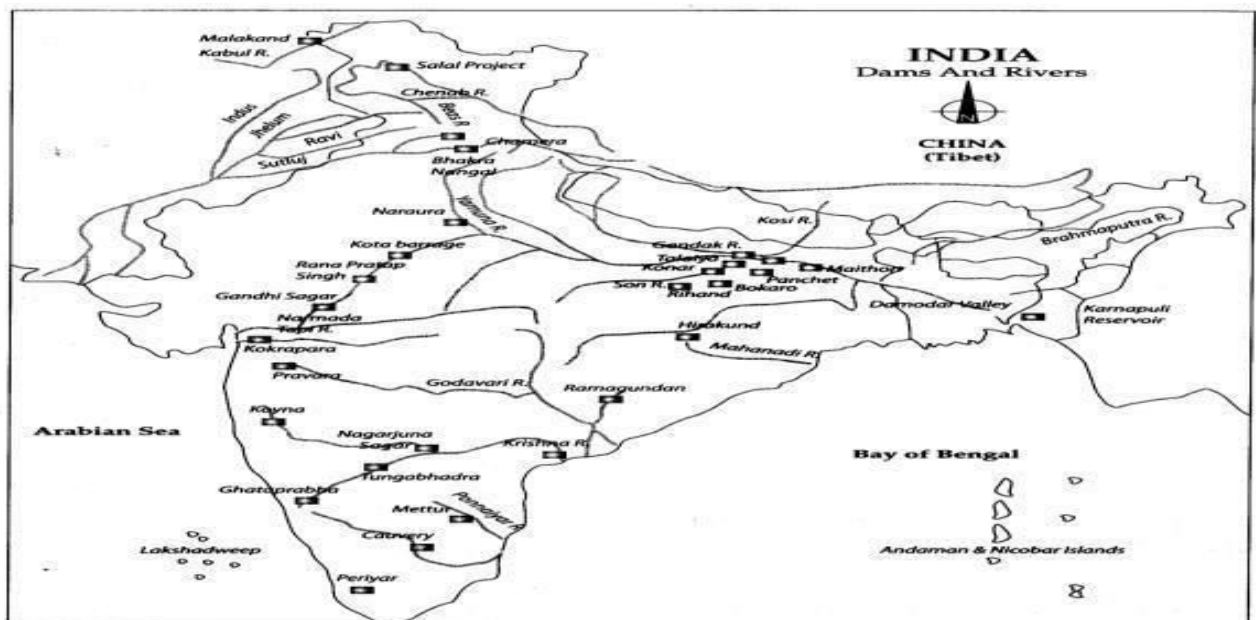 INDIA
Dams And Rivers
N
CHINA
(Tibet)
Malakand
Kabul R.
Salal Project
Chenab R.
Indus
Jhelum
Beas R.
Ravi
Sutluj
Chamera
Bhakra
Nangal
Naraura
Yamuna R.
Kosi R.
Brahmaputra R.
Kota barrage
Gandak R.
Rana Pratap
Singh
Talaiya
Konar
Maithon
Panchet
Son R.
Rihand
Bokaro
Gandhi Sagar
Damodar Valley
Karnapuli
Reservoir
Narmada
Tapi R.
Kokrapara
Hirakund
Mahanadi R.
Pravara
Godavari R.
Ramagundan
Arabian Sea
Koyna
Nagarjuna
Sagar
Krishna R.
Bay of Bengal
Tungabhadra
Ghataprabba
Mettur
Ponnaiyar R.
Cauvery
Lakshadweep
Andaman & Nicobar Islands
Periyar